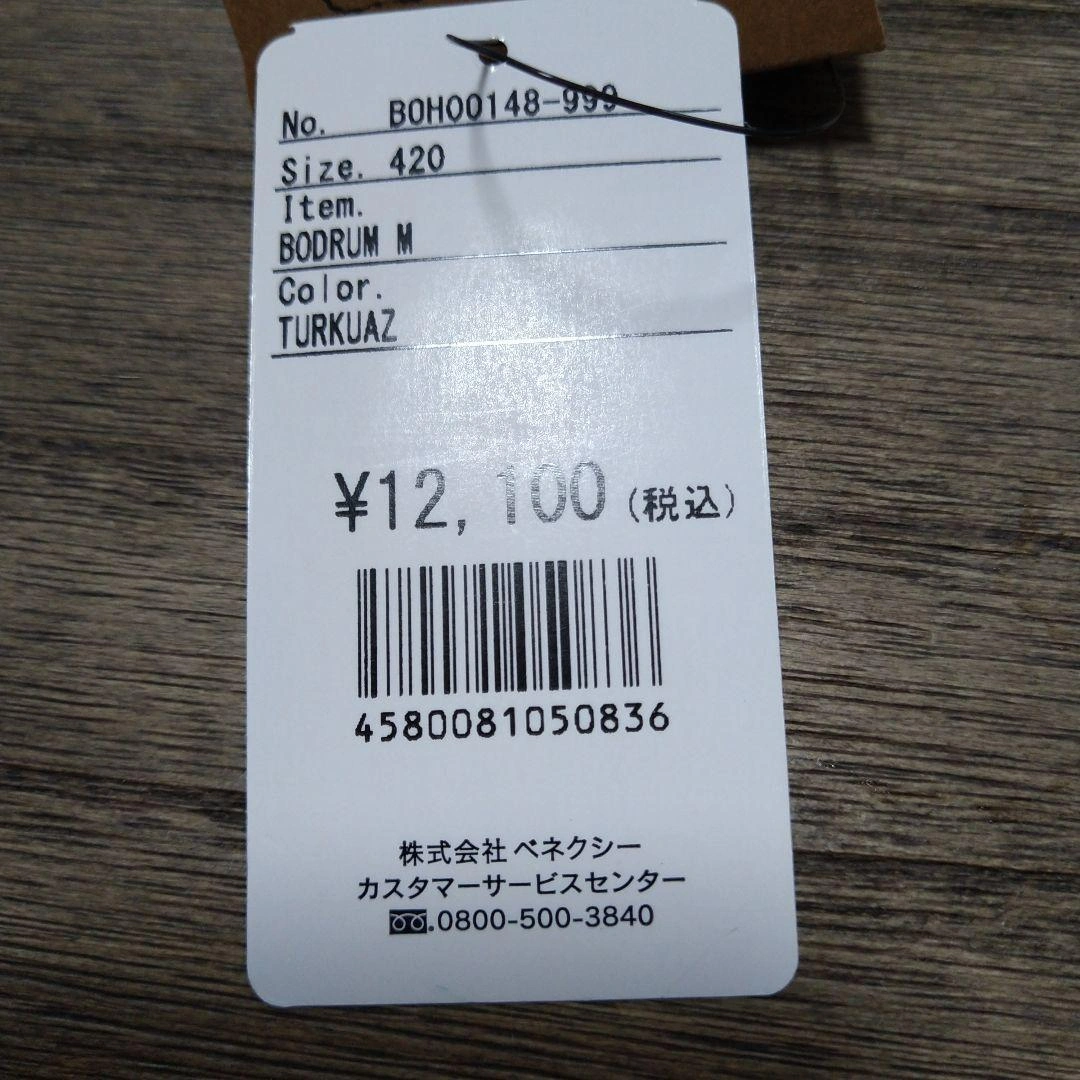 No. BOH00148-999
Size. 420
Item.
BODRUM M
Color.
TURKUAZ
¥12,100(税込)
4580081050836
株式会社 ベネクシー
カスタマーサービスセンター
.0800-500-3840